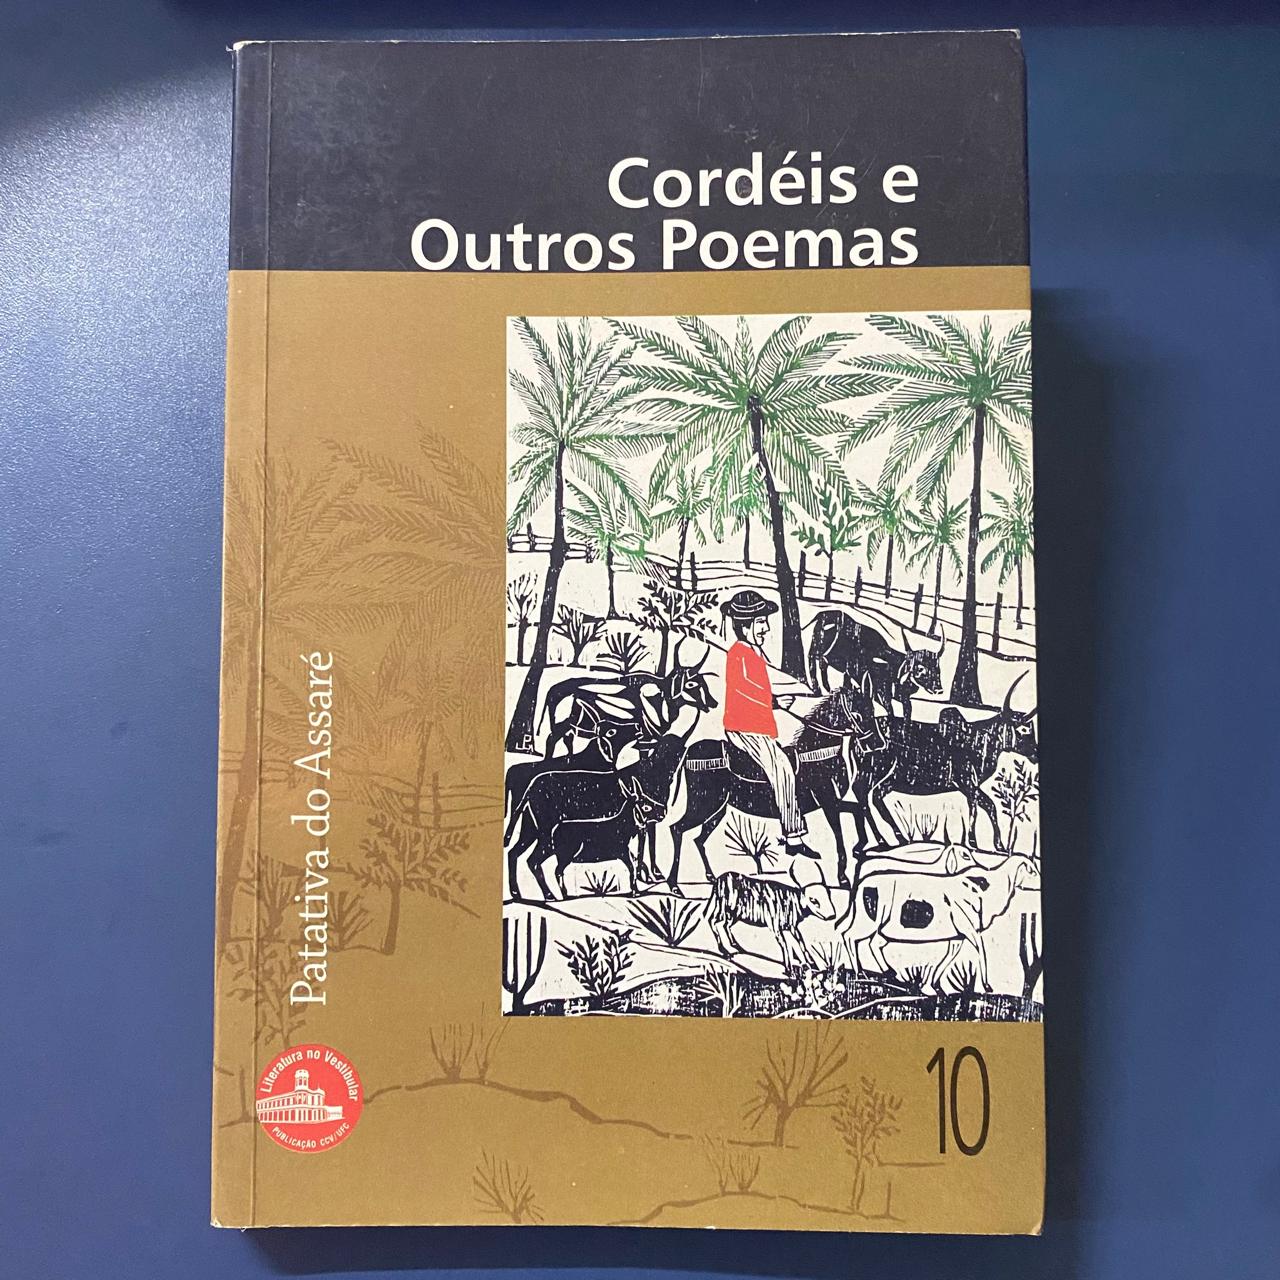 Cordéis e
Outros Poemas
Patativa do Assaré
Literatura no Vestibular
PUBLICAÇÃO CCV/UFC
10